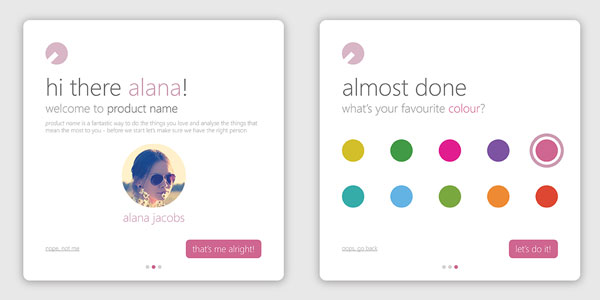 hi there alana!
welcome to product name
product name is a fantastic way to do the things you love and analyse the things that
mean the most to you - before we start let's make sure we have the right person
alana jacobs
nope, not me
that's me alright!
almost done
what's your favourite colour?
oops, go back
let's do it!